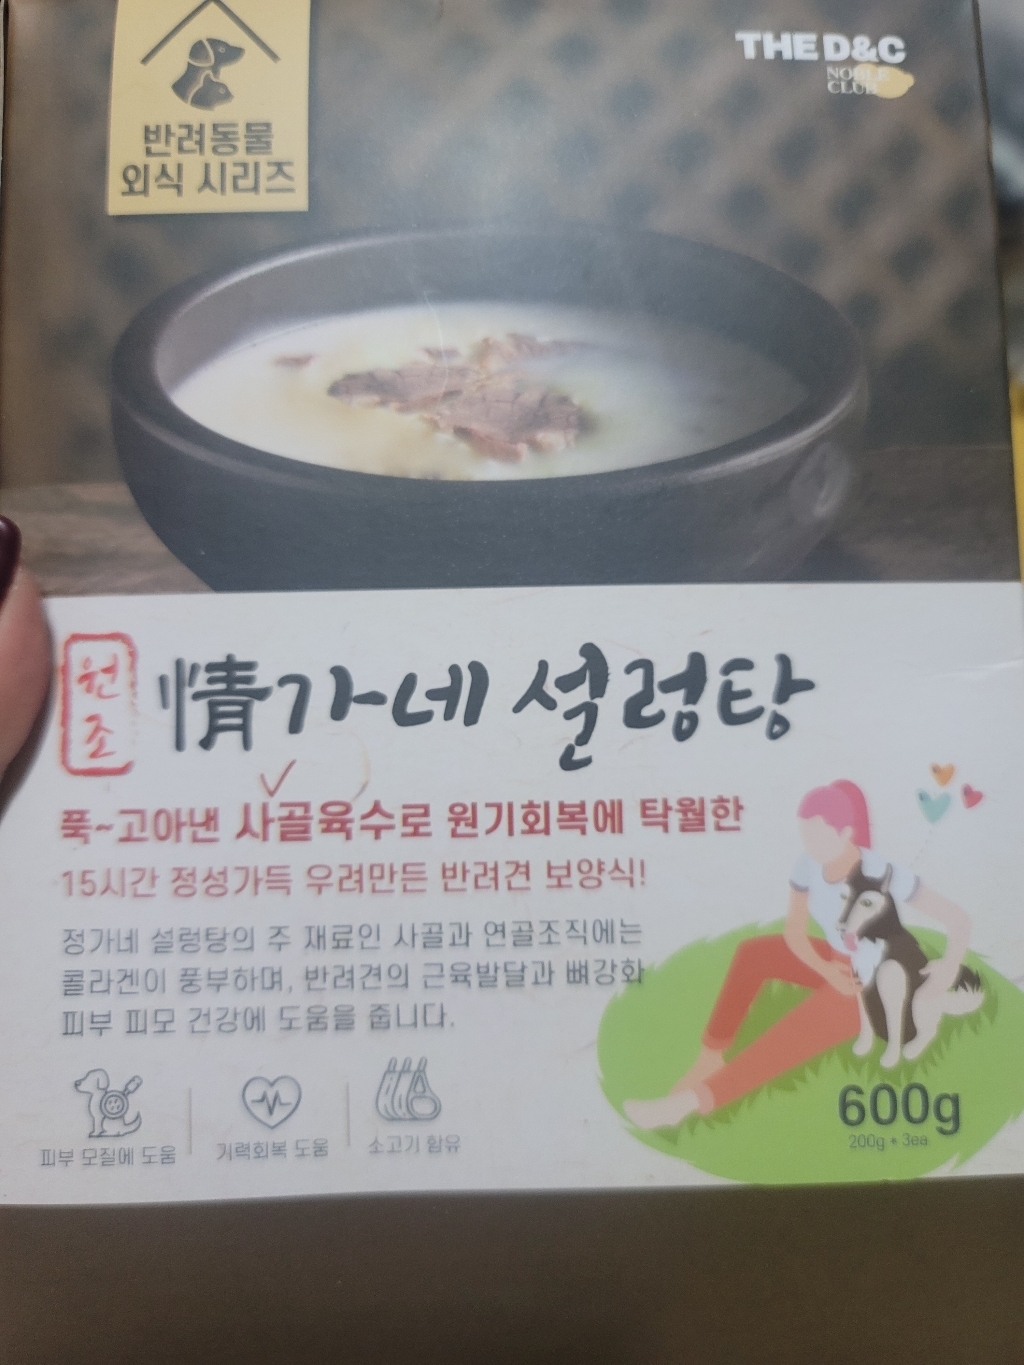 반려동물
외식 시리즈
THE D&C
NOBLE
CLUB
원조
情가네 설렁탕
푹~고아낸 사골육수로 원기회복에 탁월한
15시간 정성가득 우려만든 반려견 보양식!
정가네 설렁탕의 주 재료인 사골과 연골조직에는
콜라겐이 풍부하며, 반려견의 근육발달과 뼈강화
피부 피모 건강에 도움을 줍니다.
피부 모질에 도움
기력회복 도움
소고기 함유
600g
200g * 3ea